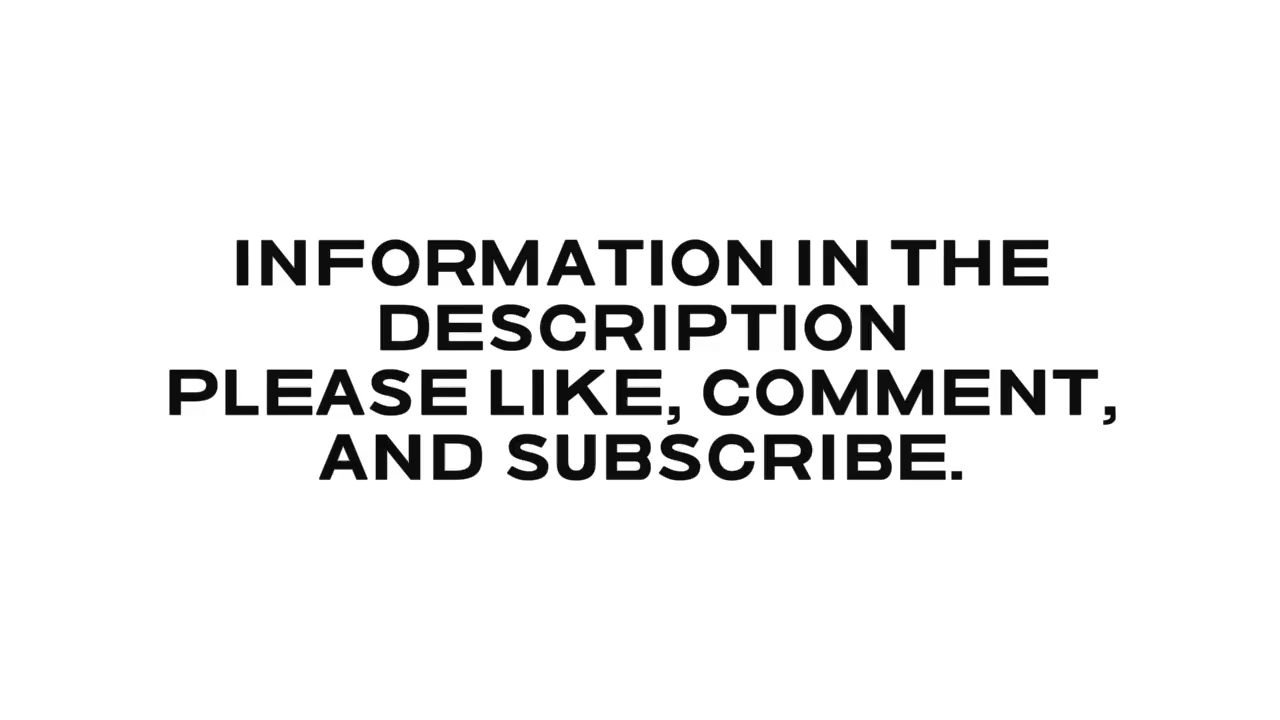 INFORMATION IN THE
DESCRIPTION
PLEASE LIKE, COMMENT,
AND SUBSCRIBE.